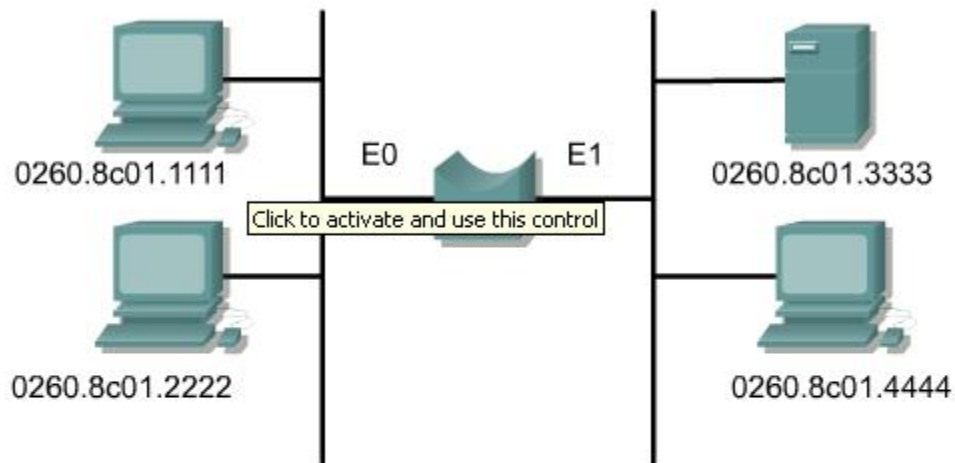 0260.8c01.1111
E0
E1
0260.8c01.3333
Click to activate and use this control
0260.8c01.2222
0260.8c01.4444